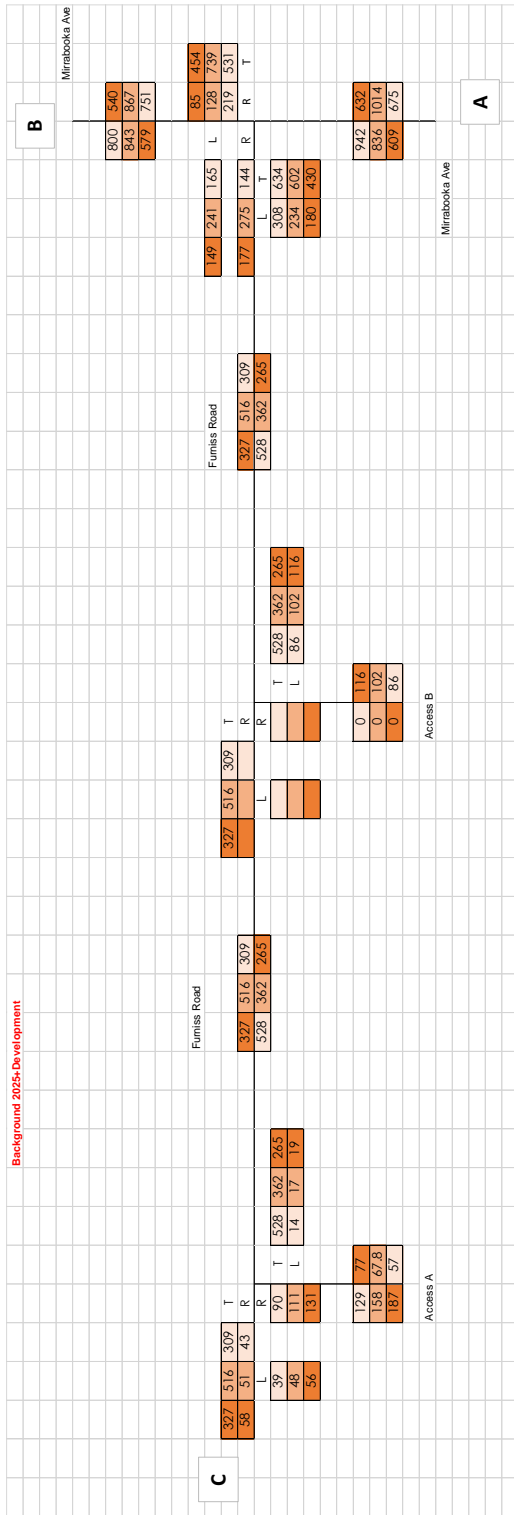 Mirrabooka Ave
B
540
867
751
800
843
579
454
739
531
T
85
128
219
R
L
R
149 241 165
177 275 144
L T
308 634
234 602
180 430
632
1014
675
942
836
609
A
Mirrabooka Ave
Furniss Road
327 516 309
528 362 265
528 362 265
86 102 116
T
L
T
R
R
327 516 309
L
116
102
86
0
0
0
Access B
Background 2025+Development
Furniss Road
327 516 309
528 362 265
528 362 265
14 17 19
T
L
T
R
R
90
111
131
327 516 309
58 51 43
L
39
48
56
77
67.8
57
129
158
187
Access A
C